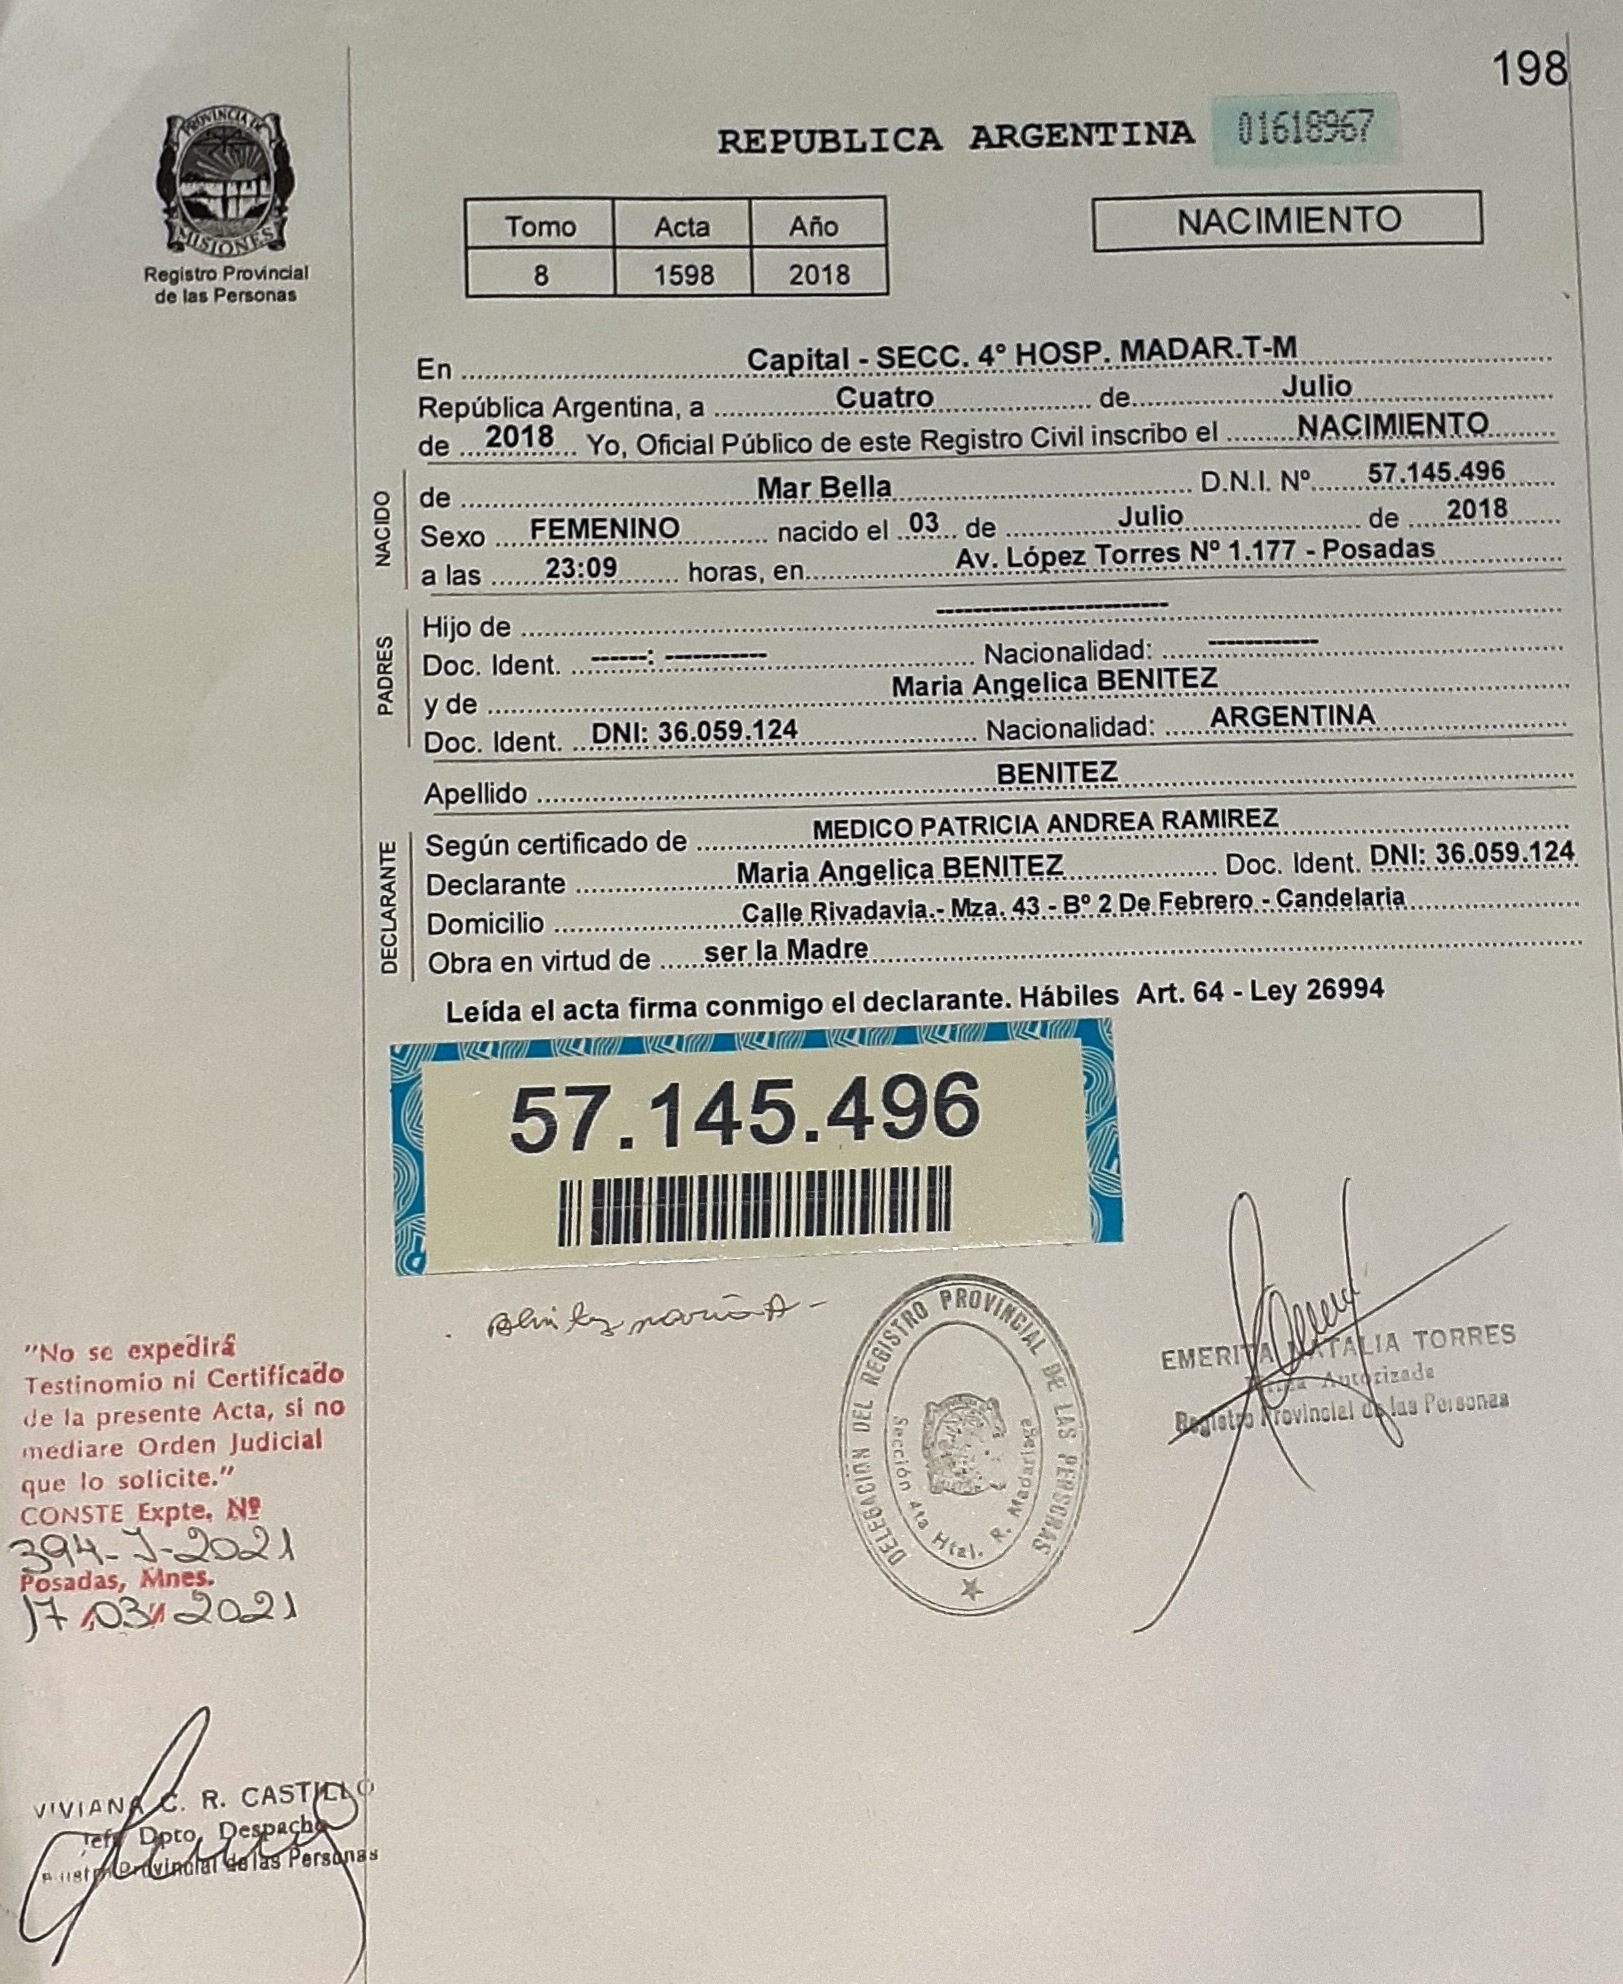 198
REPUBLICA ARGENTINA 01618967
PROVINCIA DE
MISIONES
Registro Provincial
de las Personas
Tomo Acta Año
8 1598 2018
NACIMIENTO
En Capital - SECC. 4° HOSP. MADAR.T-M
República Argentina, a Cuatro de Julio
de 2018 Yo, Oficial Público de este Registro Civil inscribo el NACIMIENTO
NACIDO
de Mar Bella D.N.I. Nº 57.145.496
Sexo FEMENINO nacido el 03 de Julio de 2018
a las 23:09 horas, en Av. López Torres Nº 1.177 - Posadas
PADRES
Hijo de --------------------
Doc. Ident. ------: ----------- Nacionalidad: ------------
y de Maria Angelica BENITEZ
Doc. Ident. DNI: 36.059.124 Nacionalidad: ARGENTINA
Apellido BENITEZ
DECLARANTE
Según certificado de MEDICO PATRICIA ANDREA RAMIREZ
Declarante Maria Angelica BENITEZ Doc. Ident. DNI: 36.059.124
Domicilio Calle Rivadavia.- Mza. 43 - Bº 2 De Febrero - Candelaria
Obra en virtud de ser la Madre
Leída el acta firma conmigo el declarante. Hábiles Art. 64 - Ley 26994
57.145.496
DELEGACION DEL REGISTRO PROVINCIAL DE LAS PERSONAS
Sección 4ta Htal. R. Madariaga
EMERITA NATALIA TORRES
Autorizada
Registro Provincial de las Personas
"No se expedirá
Testinomio ni Certificado
de la presente Acta, si no
mediare Orden Judicial
que lo solicite."
CONSTE Expte. Nº
394-J-2021
Posadas, Mnes.
17/03/2021
VIVIANA C. R. CASTILLO
Jefe Dpto. Despacho
Provincial de las Personas